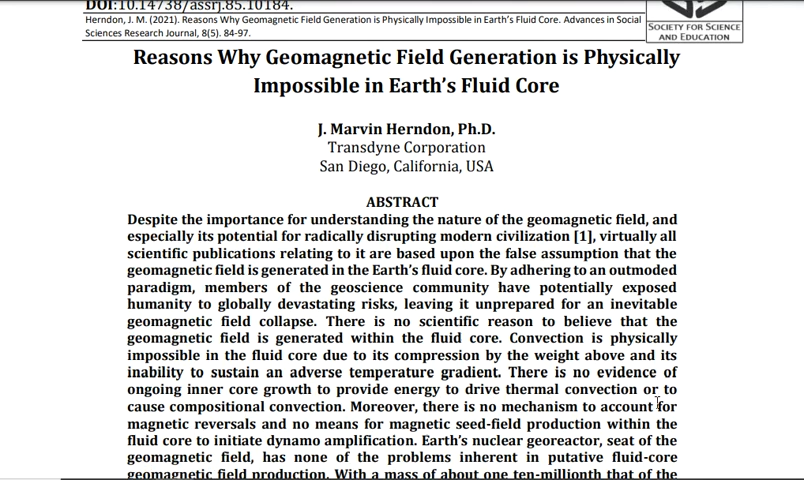 DOI:10.14738/assrj.85.10184.
Herndon, J. M. (2021). Reasons Why Geomagnetic Field Generation is Physically Impossible in Earth's Fluid Core. Advances in Social
Sciences Research Journal, 8(5). 84-97.
SOCIETY FOR SCIENCE
AND EDUCATION
Reasons Why Geomagnetic Field Generation is Physically
Impossible in Earth's Fluid Core
J. Marvin Herndon, Ph.D.
Transdyne Corporation
San Diego, California, USA
ABSTRACT
Despite the importance for understanding the nature of the geomagnetic field, and
especially its potential for radically disrupting modern civilization [1], virtually all
scientific publications relating to it are based upon the false assumption that the
geomagnetic field is generated in the Earth's fluid core. By adhering to an outmoded
paradigm, members of the geoscience community have potentially exposed
humanity to globally devastating risks, leaving it unprepared for an inevitable
geomagnetic field collapse. There is no scientific reason to believe that the
geomagnetic field is generated within the fluid core. Convection is physically
impossible in the fluid core due to its compression by the weight above and its
inability to sustain an adverse temperature gradient. There is no evidence of
ongoing inner core growth to provide energy to drive thermal convection or to
cause compositional convection. Moreover, there is no mechanism to account for
magnetic reversals and no means for magnetic seed-field production within the
fluid core to initiate dynamo amplification. Earth's nuclear georeactor, seat of the
geomagnetic field, has none of the problems inherent in putative fluid-core
geomagnetic field production. With a mass of about one ten-millionth that of the